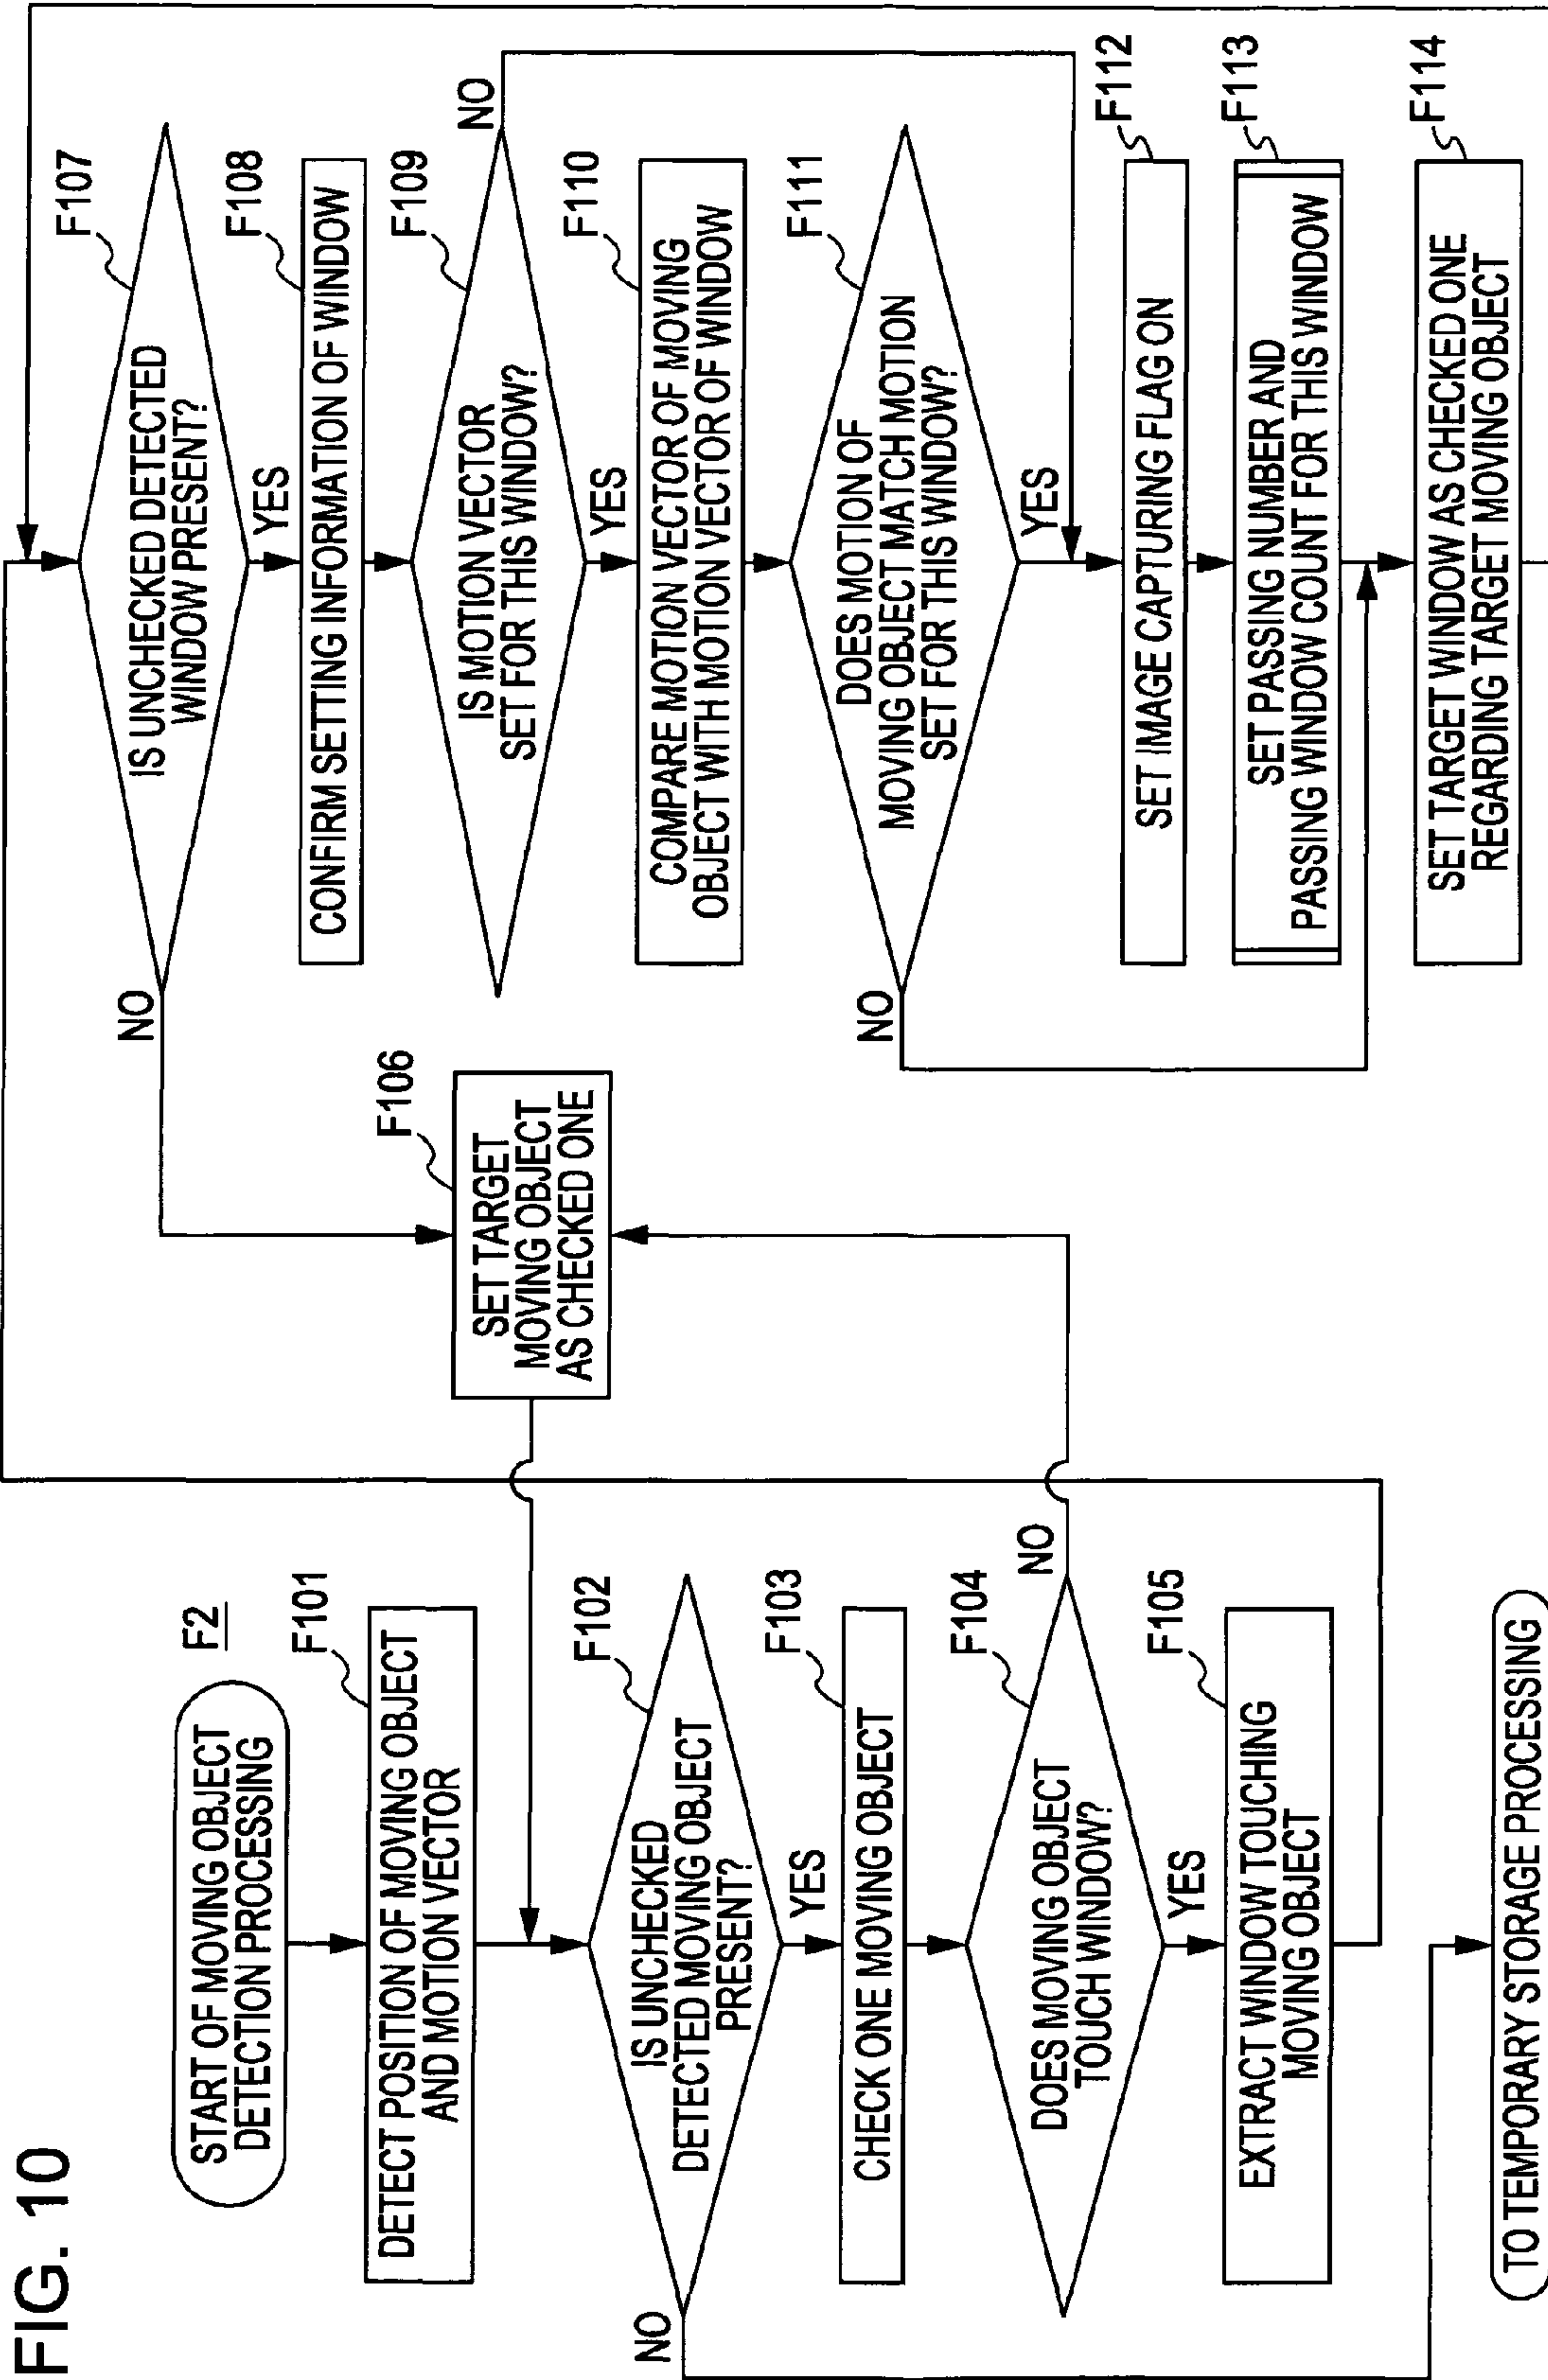 FIG. 10
F2
START OF MOVING OBJECT
DETECTION PROCESSING
F101
DETECT POSITION OF MOVING OBJECT
AND MOTION VECTOR
F102
IS UNCHECKED
DETECTED MOVING OBJECT
PRESENT?
NO
YES
F103
CHECK ONE MOVING OBJECT
F104
DOES MOVING OBJECT
TOUCH WINDOW?
NO
YES
F105
EXTRACT WINDOW TOUCHING
MOVING OBJECT
TO TEMPORARY STORAGE PROCESSING
F106
SET TARGET
MOVING OBJECT
AS CHECKED ONE
F107
IS UNCHECKED DETECTED
WINDOW PRESENT?
NO
YES
F108
CONFIRM SETTING INFORMATION OF WINDOW
F109
IS MOTION VECTOR
SET FOR THIS WINDOW?
NO
YES
F110
COMPARE MOTION VECTOR OF MOVING
OBJECT WITH MOTION VECTOR OF WINDOW
F111
DOES MOTION OF
MOVING OBJECT MATCH MOTION
SET FOR THIS WINDOW?
NO
YES
F112
SET IMAGE CAPTURING FLAG ON
F113
SET PASSING NUMBER AND
PASSING WINDOW COUNT FOR THIS WINDOW
F114
SET TARGET WINDOW AS CHECKED ONE
REGARDING TARGET MOVING OBJECT